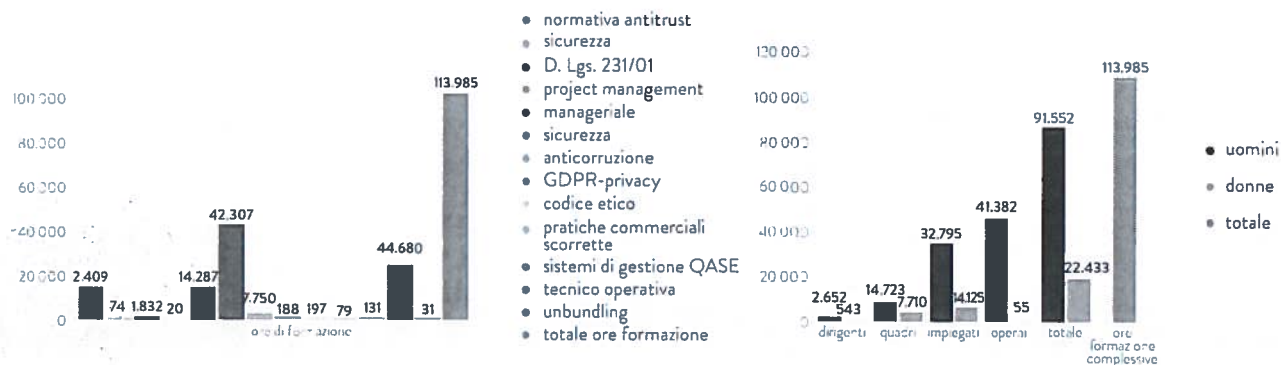 100 000
80.000
60 000
40 000
20 000
0
2.409
74
1.832
20
14.287
42.307
7.750
188
197
79
131
44.680
31
113.985
ore di formazione
normativa antitrust
sicurezza
D. Lgs. 231/01
project management
manageriale
sicurezza
anticorruzione
GDPR-privacy
codice etico
pratiche commerciali
scorrette
sistemi di gestione QASE
tecnico operativa
unbundling
totale ore formazione
120 000
100 000
80 000
60 000
40 000
20 000
0
2.652
543
14.723
7.710
32.795
14.125
41.382
55
91.552
22.433
113.985
dirigenti
quadri
impiegati
operai
totale
ore
formazione
complessive
uomini
donne
totale